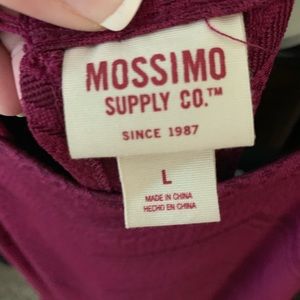 MOSSIMO
SUPPLY CO.™
SINCE 1987
L
MADE IN CHINA
HECHO EN CHINA